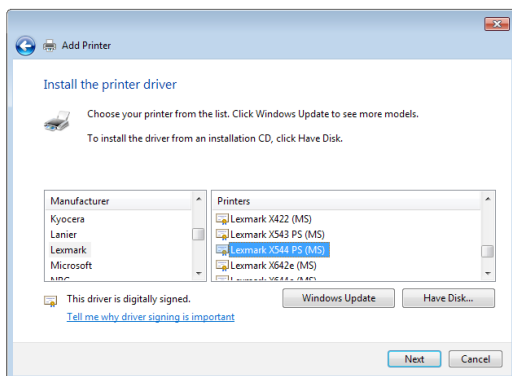 Add Printer
Install the printer driver
Choose your printer from the list. Click Windows Update to see more models.
To install the driver from an installation CD, click Have Disk.
Manufacturer
Kyocera
Lanier
Lexmark
Microsoft
Printers
Lexmark X422 (MS)
Lexmark X543 PS (MS)
Lexmark X544 PS (MS)
Lexmark X642e (MS)
This driver is digitally signed.
Tell me why driver signing is important
Windows Update
Have Disk...
Next
Cancel